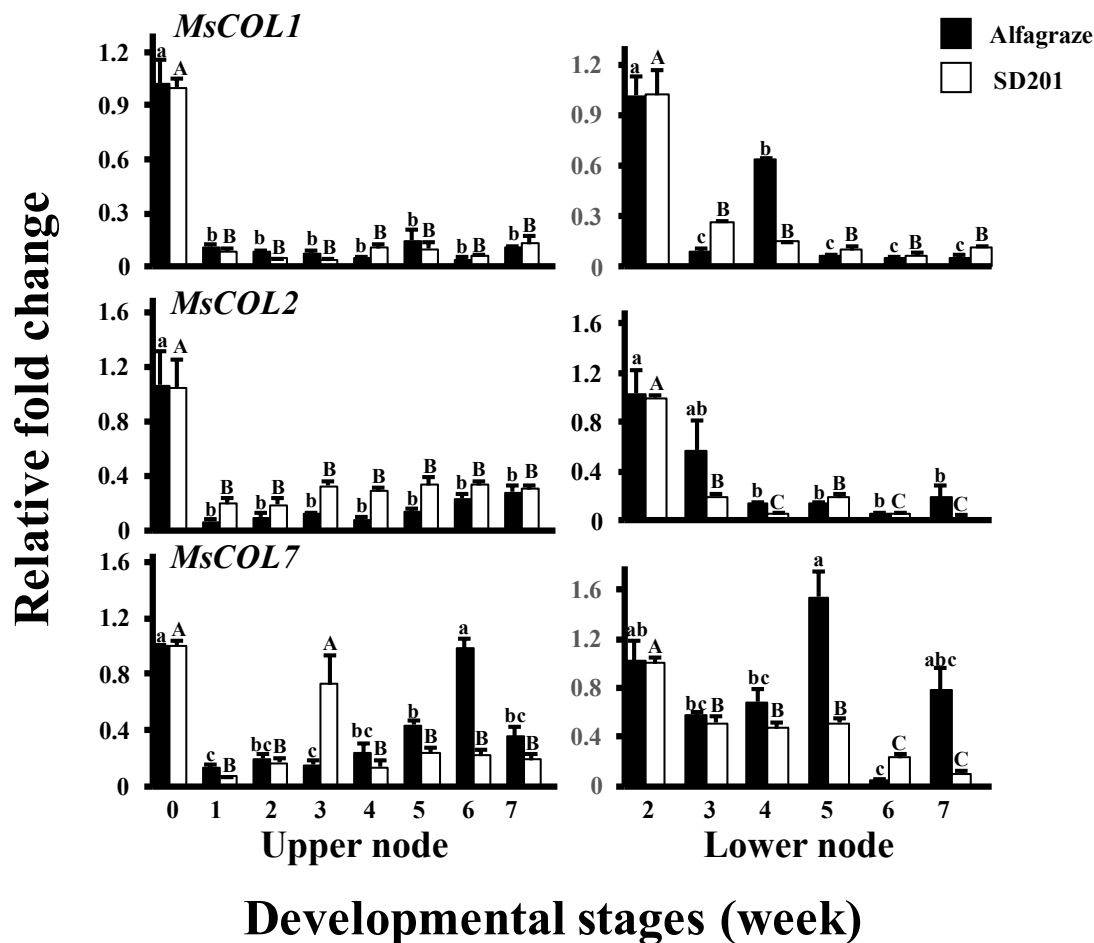 MsCOL1
Alfagraze
SD201
1.2
0.9
0.6
0.3
0
a A
b B
b B
b B
b B
b B
b B
b B
1.2
0.9
0.6
0.3
0
a A
c B
b B
c B
c B
c B
MsCOL2
1.6
1.2
0.8
0.4
0
a A
b B
b B
b B
b B
b B
b B
b B
1.6
1.2
0.8
0.4
0
a A
ab B
b C
b B
b C
b C
MsCOL7
1.6
1.2
0.8
0.4
0
a A
c B
bc B
c A
bc B
b B
a B
bc B
1.6
1.2
0.8
0.4
0
ab A
bc B
bc B
a B
c C
abc C
0 1 2 3 4 5 6 7
2 3 4 5 6 7
Upper node
Lower node
Relative fold change
Developmental stages (week)